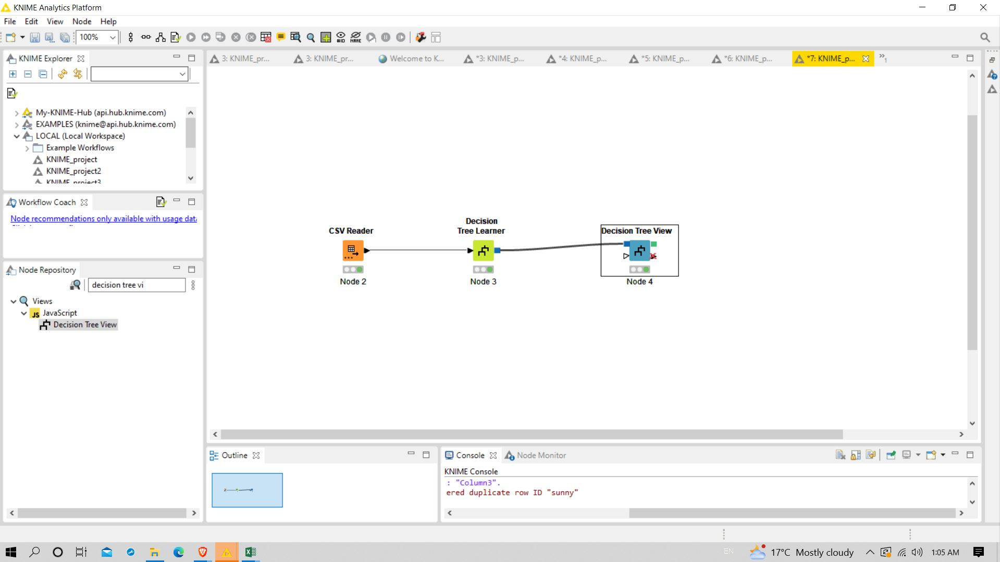 KNIME Analytics Platform
File Edit View Node Help
100%
#ID
NAME
KNIME Explorer
3: KNIME_pr...
3: KNIME_pr...
Welcome to K...
*3: KNIME_p...
*4: KNIME_p...
*5: KNIME_p...
*6: KNIME_p...
*7: KNIME_p...
»1
My-KNIME-Hub (api.hub.knime.com)
EXAMPLES (knime@api.hub.knime.com)
LOCAL (Local Workspace)
Example Workflows
KNIME_project
KNIME_project2
KNIME_project3
Workflow Coach
Node recommendations only available with usage dat
Node Repository
decision tree vi
Views
JS JavaScript
Decision Tree View
CSV Reader
Node 2
Decision
Tree Learner
Node 3
Decision Tree View
Node 4
Outline
Console
Node Monitor
KNIME Console
: "Column3".
ered duplicate row ID "sunny"
EN
17°C Mostly cloudy
1:05 AM